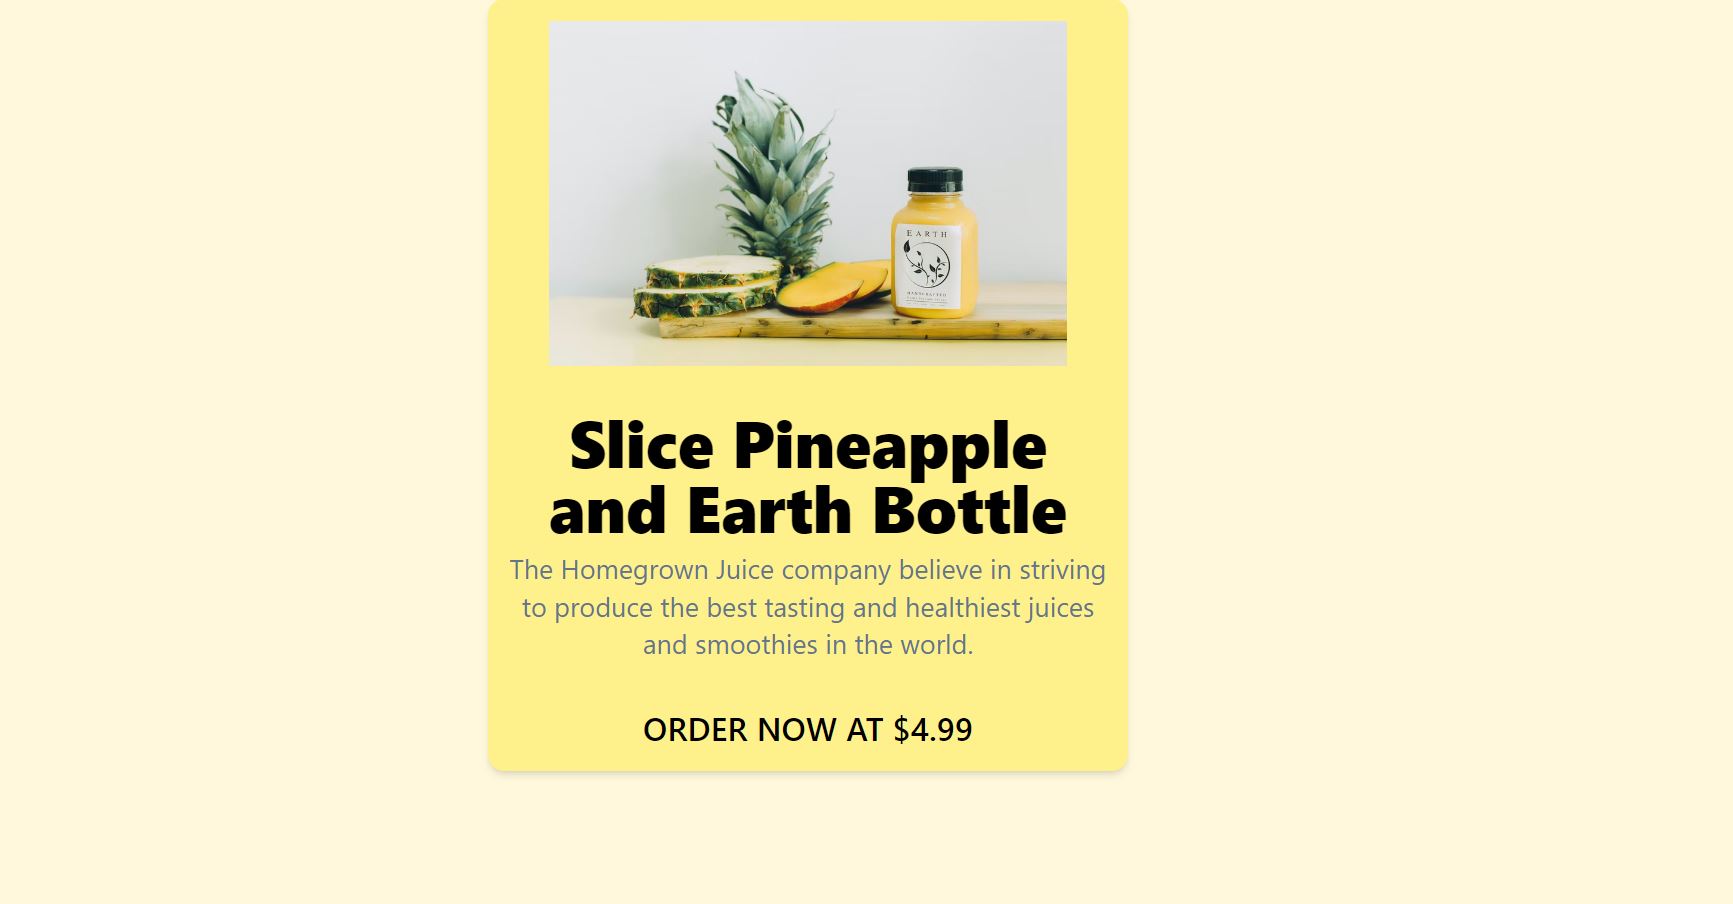 EARTH
HANDCRAFTED
Slice Pineapple
and Earth Bottle
The Homegrown Juice company believe in striving
to produce the best tasting and healthiest juices
and smoothies in the world.
ORDER NOW AT $4.99